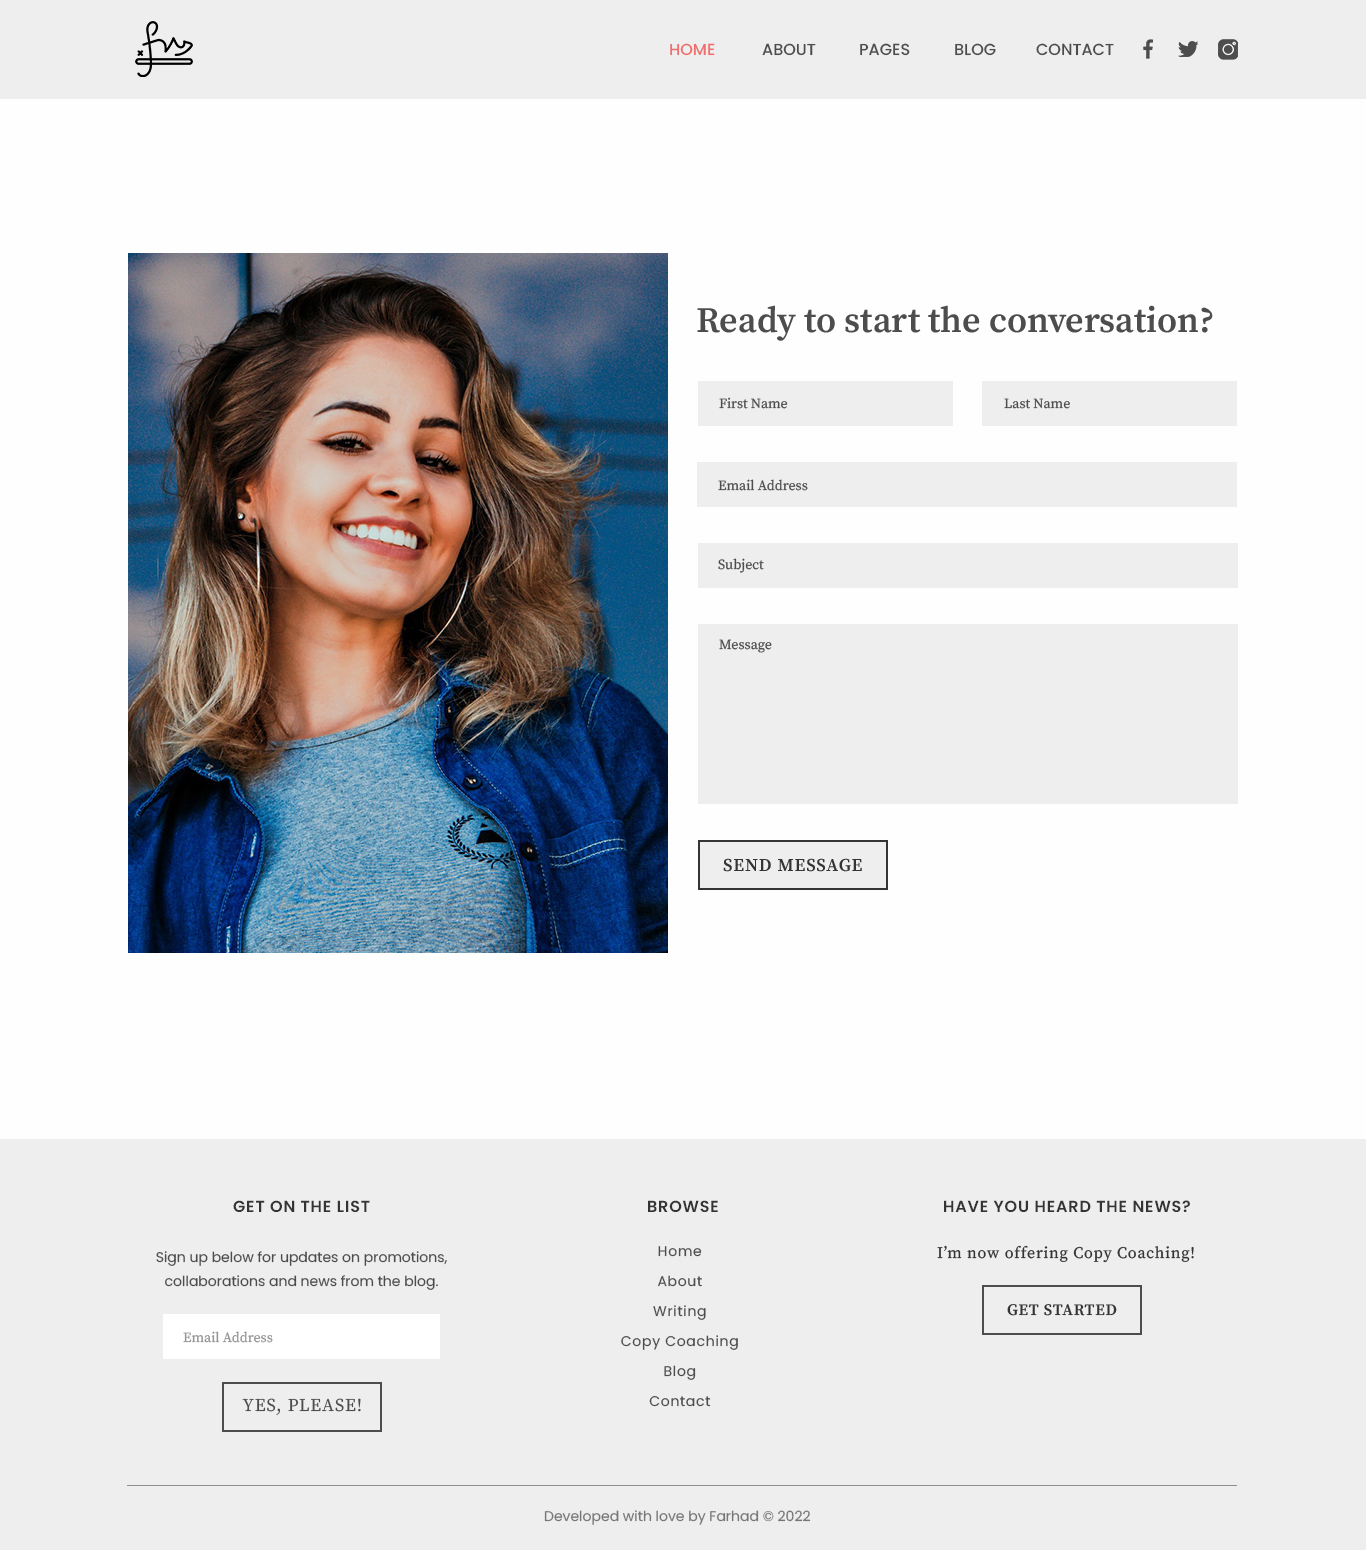 HOME ABOUT PAGES BLOG CONTACT
Ready to start the conversation?
First Name Last Name
Email Address
Subject
Message
SEND MESSAGE
GET ON THE LIST
Sign up below for updates on promotions,
collaborations and news from the blog.
Email Address
YES, PLEASE!
BROWSE
Home
About
Writing
Copy Coaching
Blog
Contact
HAVE YOU HEARD THE NEWS?
I’m now offering Copy Coaching!
GET STARTED
Developed with love by Farhad © 2022